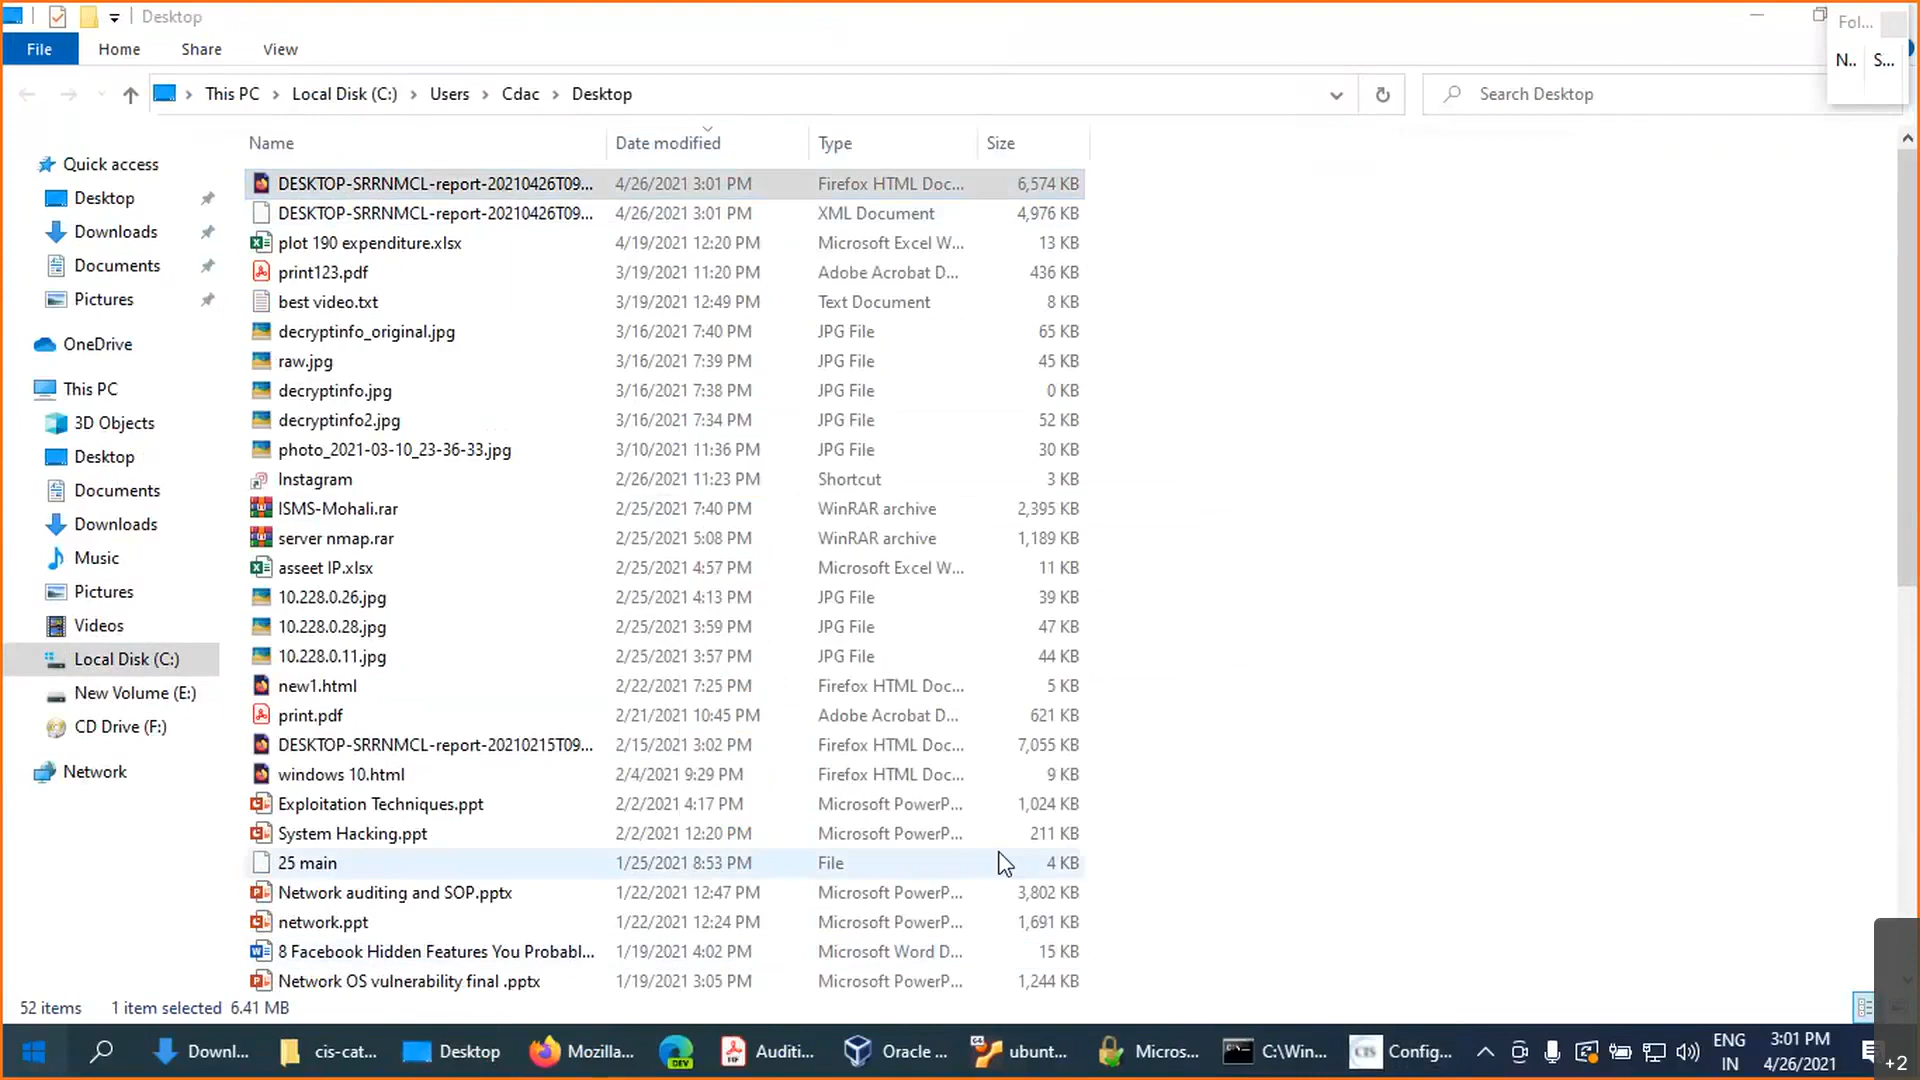 Desktop
Fol...
File Home Share View
N.. S...
This PC > Local Disk (C:) > Users > Cdac > Desktop
Search Desktop
Name Date modified Type Size
Quick access
Desktop
Downloads
Documents
Pictures
OneDrive
This PC
3D Objects
Desktop
Documents
Downloads
Music
Pictures
Videos
Local Disk (C:)
New Volume (E:)
CD Drive (F:)
Network
DESKTOP-SRRNMCL-report-20210426T09... 4/26/2021 3:01 PM Firefox HTML Doc... 6,574 KB
DESKTOP-SRRNMCL-report-20210426T09... 4/26/2021 3:01 PM XML Document 4,976 KB
plot 190 expenditure.xlsx 4/19/2021 12:20 PM Microsoft Excel W... 13 KB
print123.pdf 3/19/2021 11:20 PM Adobe Acrobat D... 436 KB
best video.txt 3/19/2021 12:49 PM Text Document 8 KB
decryptinfo_original.jpg 3/16/2021 7:40 PM JPG File 65 KB
raw.jpg 3/16/2021 7:39 PM JPG File 45 KB
decryptinfo.jpg 3/16/2021 7:38 PM JPG File 0 KB
decryptinfo2.jpg 3/16/2021 7:34 PM JPG File 52 KB
photo_2021-03-10_23-36-33.jpg 3/10/2021 11:36 PM JPG File 30 KB
Instagram 2/26/2021 11:23 PM Shortcut 3 KB
ISMS-Mohali.rar 2/25/2021 7:40 PM WinRAR archive 2,395 KB
server nmap.rar 2/25/2021 5:08 PM WinRAR archive 1,189 KB
asseet IP.xlsx 2/25/2021 4:57 PM Microsoft Excel W... 11 KB
10.228.0.26.jpg 2/25/2021 4:13 PM JPG File 39 KB
10.228.0.28.jpg 2/25/2021 3:59 PM JPG File 47 KB
10.228.0.11.jpg 2/25/2021 3:57 PM JPG File 44 KB
new1.html 2/22/2021 7:25 PM Firefox HTML Doc... 5 KB
print.pdf 2/21/2021 10:45 PM Adobe Acrobat D... 621 KB
DESKTOP-SRRNMCL-report-20210215T09... 2/15/2021 3:02 PM Firefox HTML Doc... 7,055 KB
windows 10.html 2/4/2021 9:29 PM Firefox HTML Doc... 9 KB
Exploitation Techniques.ppt 2/2/2021 4:17 PM Microsoft PowerP... 1,024 KB
System Hacking.ppt 2/2/2021 12:20 PM Microsoft PowerP... 211 KB
25 main 1/25/2021 8:53 PM File 4 KB
Network auditing and SOP.pptx 1/22/2021 12:47 PM Microsoft PowerP... 3,802 KB
network.ppt 1/22/2021 12:24 PM Microsoft PowerP... 1,691 KB
8 Facebook Hidden Features You Probabl... 1/19/2021 4:02 PM Microsoft Word D... 15 KB
Network OS vulnerability final .pptx 1/19/2021 3:05 PM Microsoft PowerP... 1,244 KB
52 items 1 item selected 6.41 MB
Downl... cis-cat... Desktop Mozilla... DEV Auditi... Oracle ... ubunt... Micros... C:\Win... CIS Config... ENG 3:01 PM
IN 4/26/2021 +2